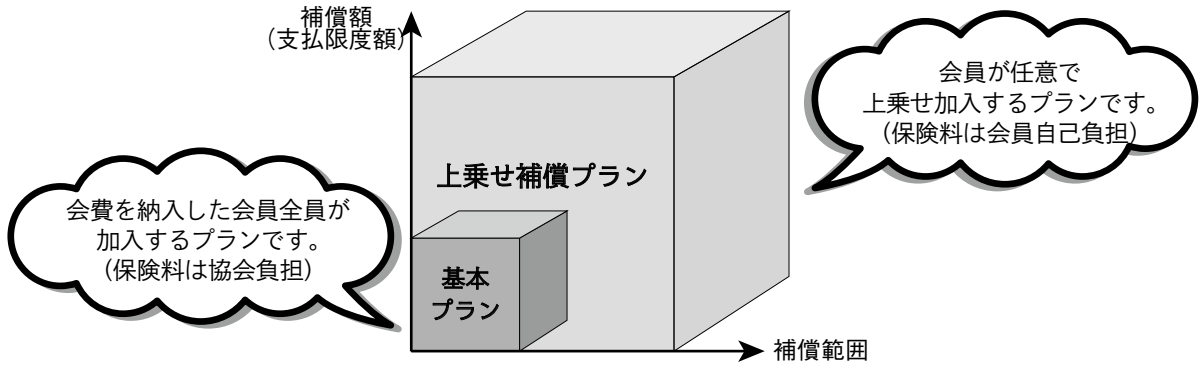 補償額
（支払限度額）
会員が任意で
上乗せ加入するプランです。
（保険料は会員自己負担）
上乗せ補償プラン
会費を納入した会員全員が
加入するプランです。
（保険料は協会負担）
基本
プラン
補償範囲